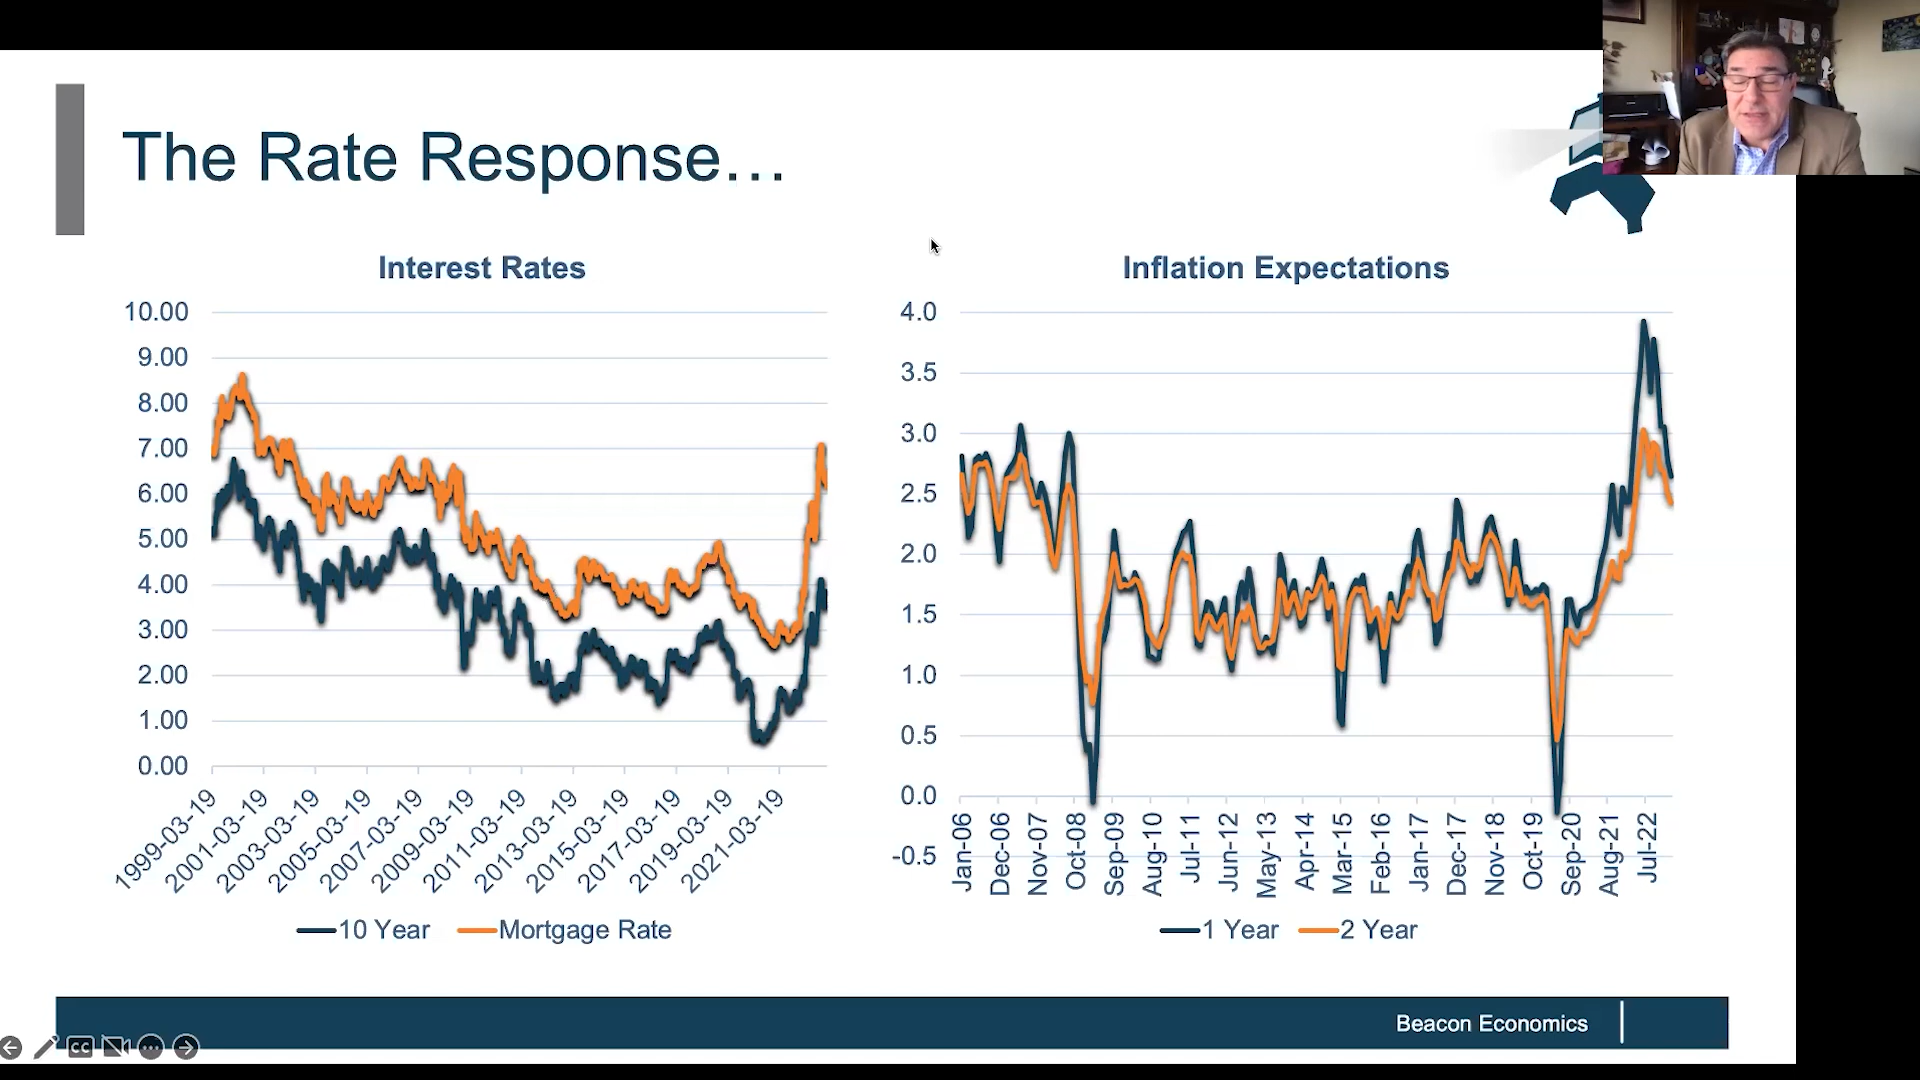 The Rate Response…
Interest Rates
10.00
9.00
8.00
7.00
6.00
5.00
4.00
3.00
2.00
1.00
0.00
1999-03-19
2001-03-19
2003-03-19
2005-03-19
2007-03-19
2009-03-19
2011-03-19
2013-03-19
2015-03-19
2017-03-19
2019-03-19
2021-03-19
10 Year Mortgage Rate
Inflation Expectations
4.0
3.5
3.0
2.5
2.0
1.5
1.0
0.5
0.0
-0.5
Jan-06
Dec-06
Nov-07
Oct-08
Sep-09
Aug-10
Jul-11
Jun-12
May-13
Apr-14
Mar-15
Feb-16
Jan-17
Dec-17
Nov-18
Oct-19
Sep-20
Aug-21
Jul-22
1 Year 2 Year
Beacon Economics
CC